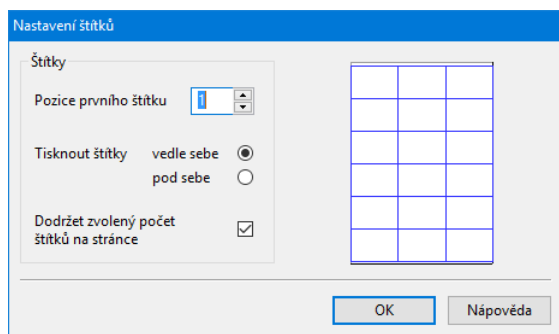 Nastavení štítků
Štítky
Pozice prvního štítku 1
Tisknout štítky vedle sebe
pod sebe
Dodržet zvolený počet
štítků na stránce
OK Nápověda